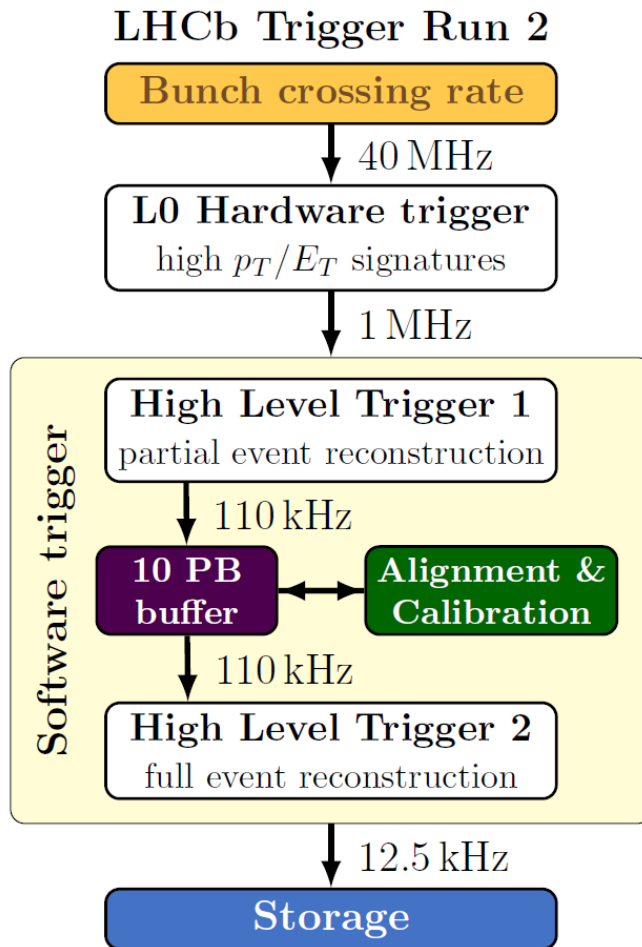 LHCb Trigger Run 2
Bunch crossing rate
40 MHz
L0 Hardware trigger
high p_T/E_T signatures
1 MHz
Software trigger
High Level Trigger 1
partial event reconstruction
110 kHz
10 PB
buffer
Alignment &
Calibration
110 kHz
High Level Trigger 2
full event reconstruction
12.5 kHz
Storage